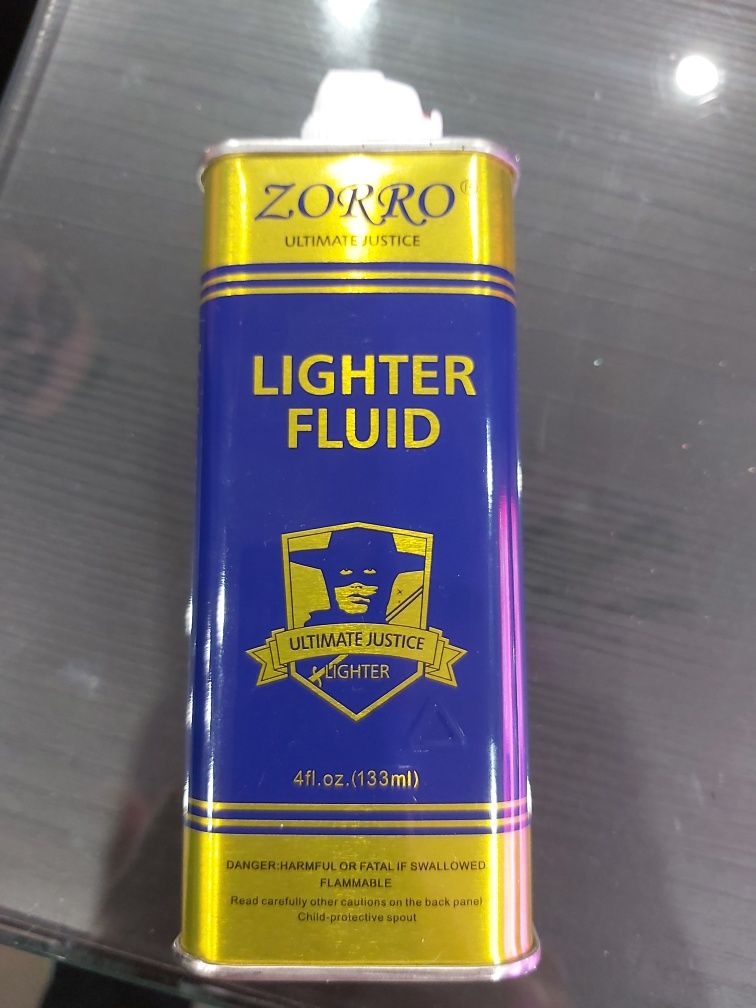 ZORRO®
ULTIMATE JUSTICE
LIGHTER
FLUID
ULTIMATE JUSTICE
LIGHTER
4fl.oz.(133ml)
DANGER:HARMFUL OR FATAL IF SWALLOWED
FLAMMABLE
Read carefully other cautions on the back panel
Child-protective spout